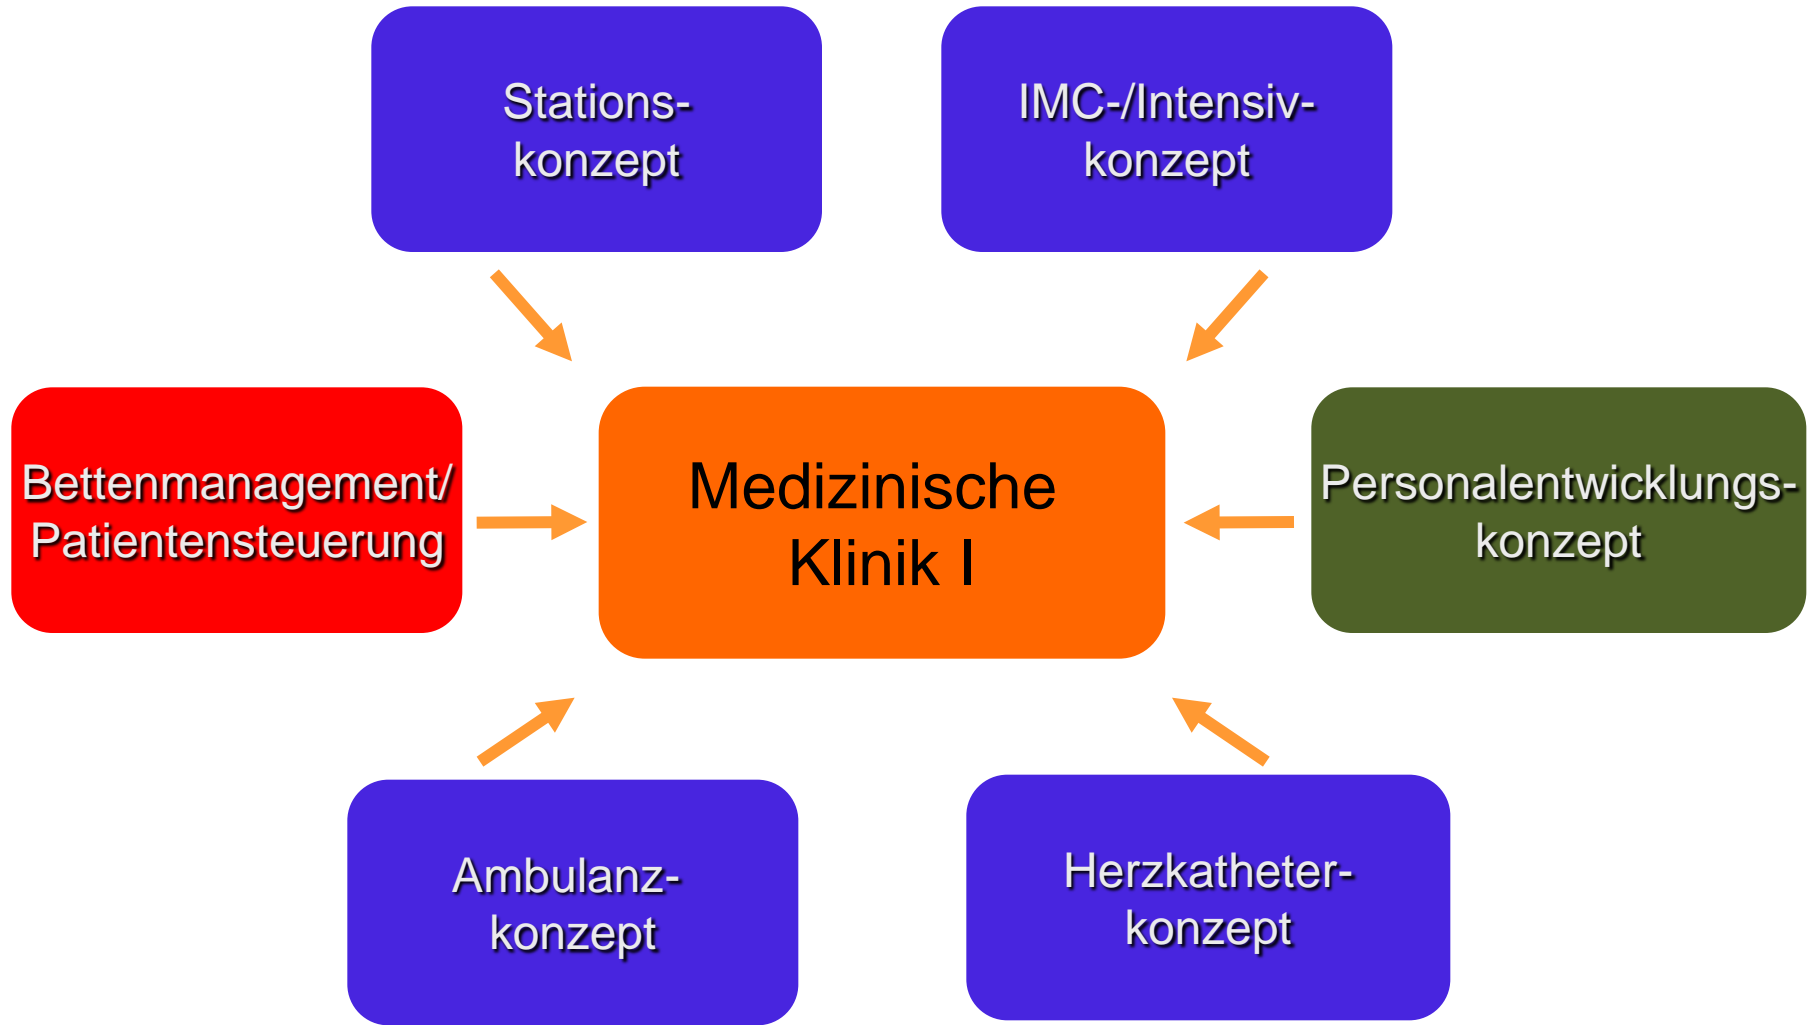 Stations-
konzept
IMC-/Intensiv-
konzept
Bettenmanagement/
Patientensteuerung
Medizinische
Klinik I
Personalentwicklungs-
konzept
Ambulanz-
konzept
Herzkatheter-
konzept